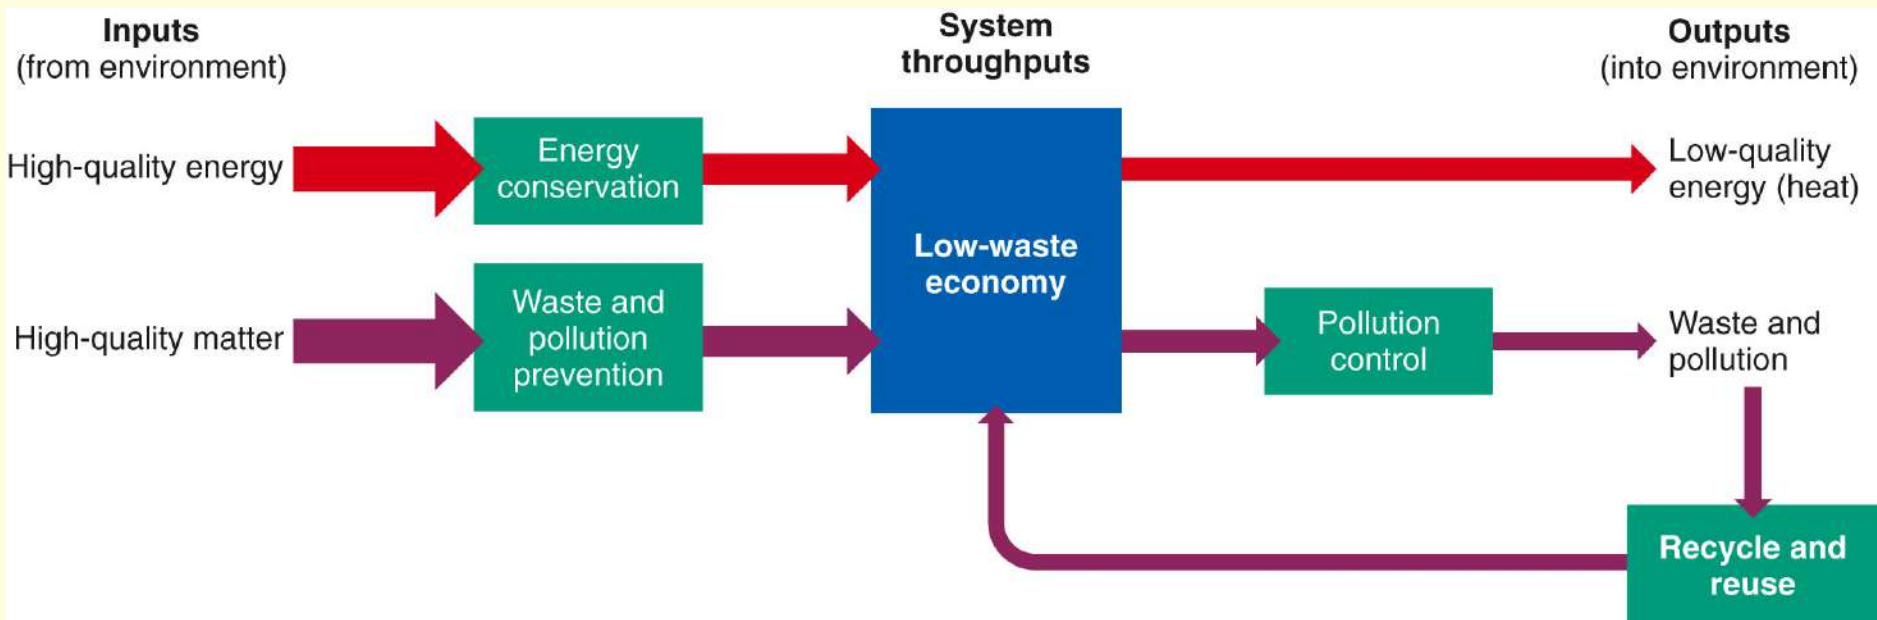 Inputs
(from environment)
System
throughputs
Outputs
(into environment)
High-quality energy
Energy
conservation
Low-quality
energy (heat)
Low-waste
economy
High-quality matter
Waste and
pollution
prevention
Pollution
control
Waste and
pollution
Recycle and
reuse